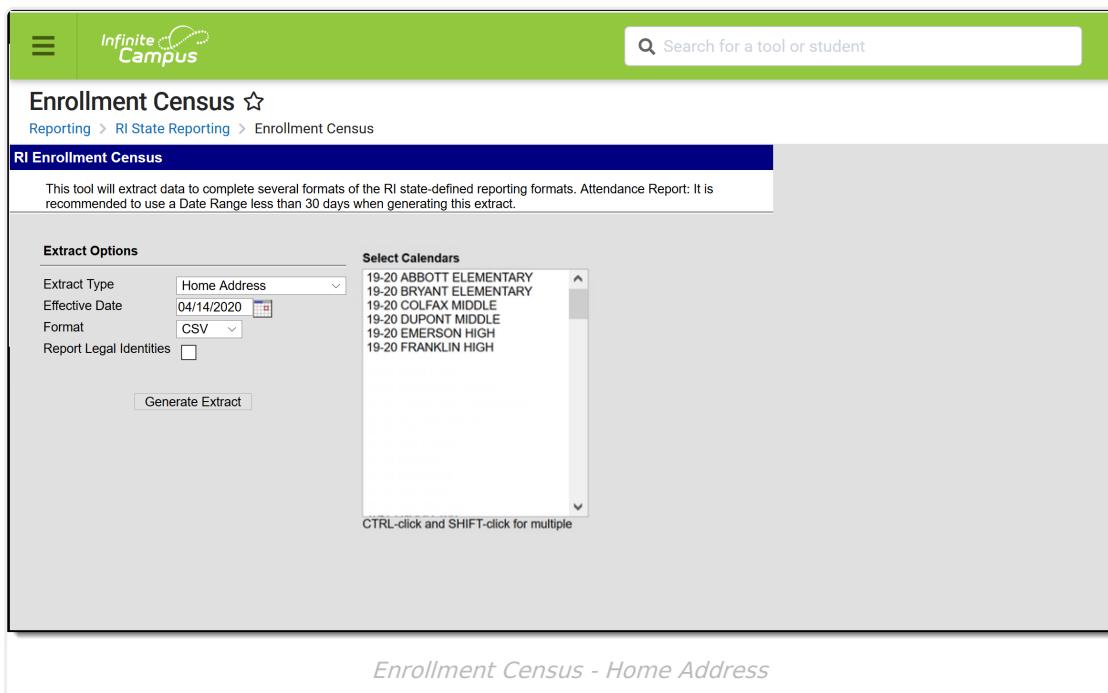 Infinite
Campus
Search for a tool or student
Enrollment Census
Reporting > RI State Reporting > Enrollment Census
RI Enrollment Census
This tool will extract data to complete several formats of the RI state-defined reporting formats. Attendance Report: It is
recommended to use a Date Range less than 30 days when generating this extract.
Extract Options
Extract Type Home Address
Effective Date 04/14/2020
Format CSV
Report Legal Identities
Generate Extract
Select Calendars
19-20 ABBOTT ELEMENTARY
19-20 BRYANT ELEMENTARY
19-20 COLFAX MIDDLE
19-20 DUPONT MIDDLE
19-20 EMERSON HIGH
19-20 FRANKLIN HIGH
CTRL-click and SHIFT-click for multiple
Enrollment Census - Home Address